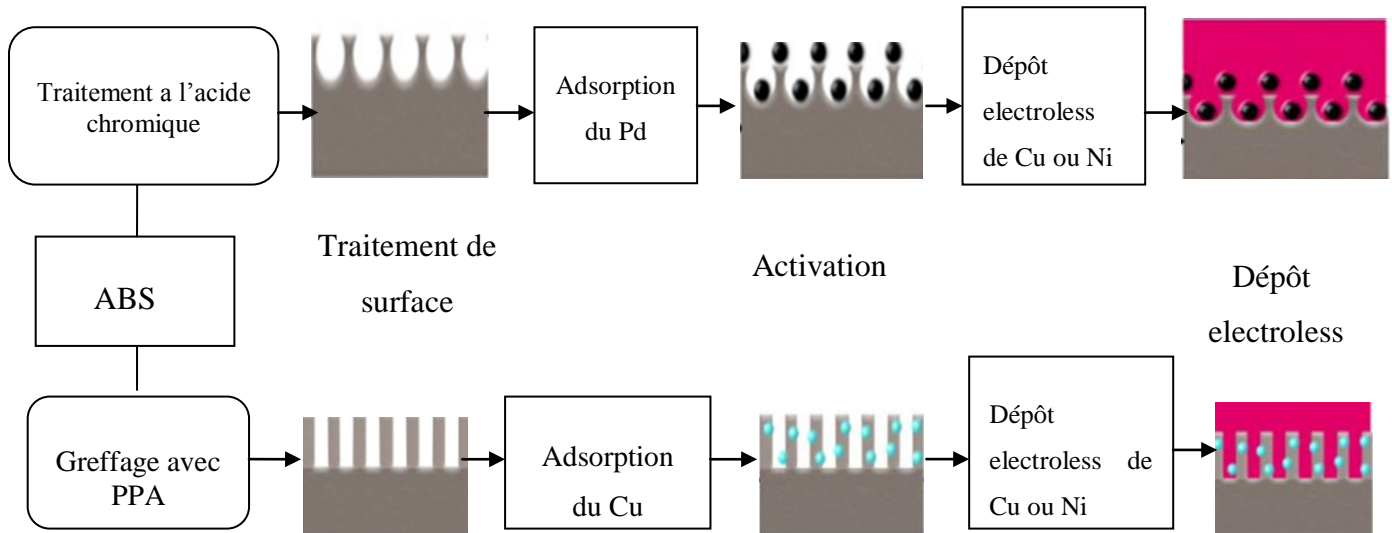 Traitement a l’acide
chromique
Adsorption
du Pd
Dépôt
electroless
de Cu ou Ni
Traitement de
surface
Activation
Dépôt
electroless
ABS
Greffage avec
PPA
Adsorption
du Cu
Dépôt
electroless de
Cu ou Ni